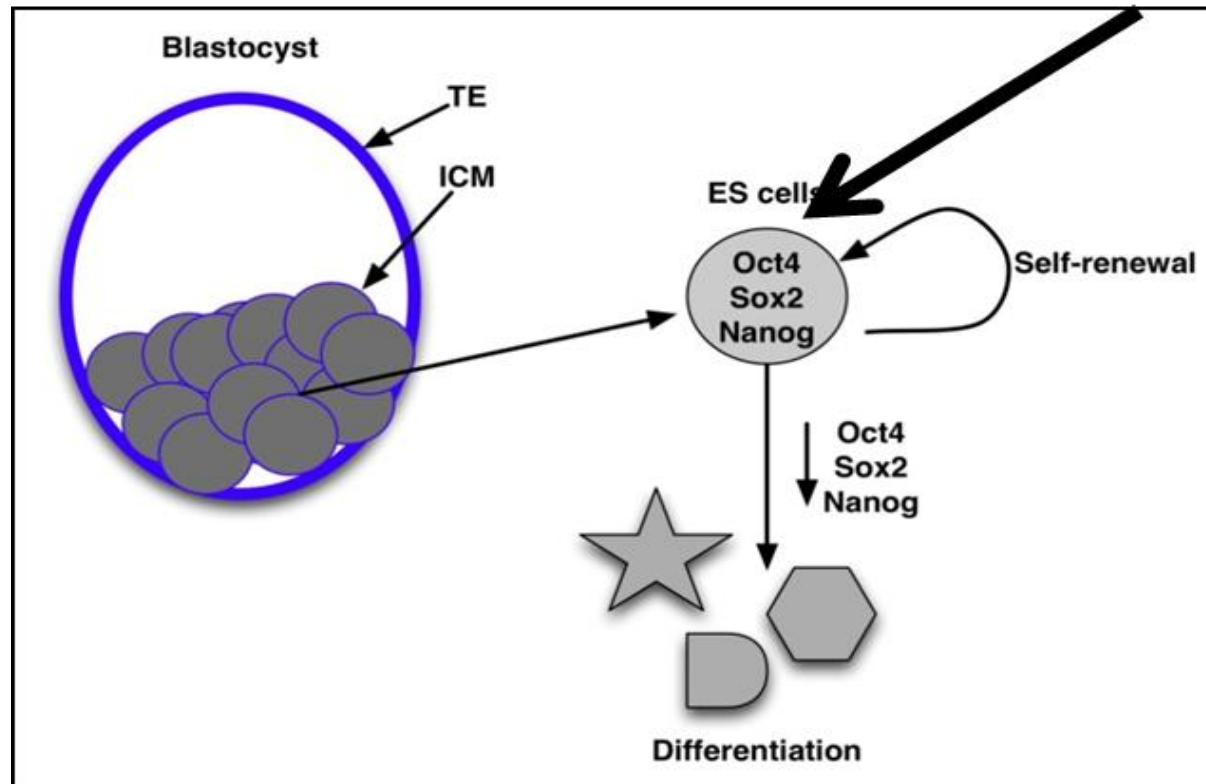 Blastocyst
TE
ICM
ES cells
Oct4
Sox2
Nanog
Self-renewal
Oct4
Sox2
Nanog
Differentiation